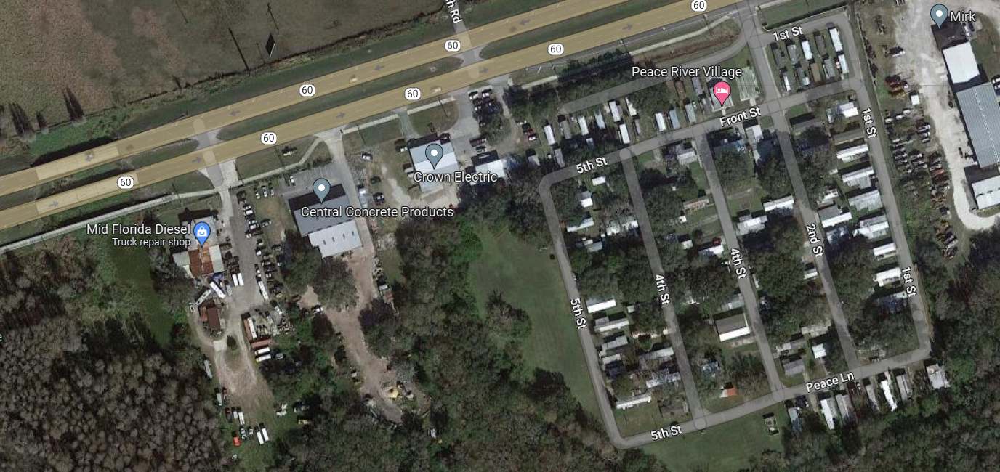 60
Mirk
1st St
60
60
Peace River Village
60
60
Front St
1st St
60
5th St
60
Crown Electric
Central Concrete Products
Mid Florida Diesel
Truck repair shop
2nd St
4th St
4th St
1st St
5th St
Peace Ln
5th St